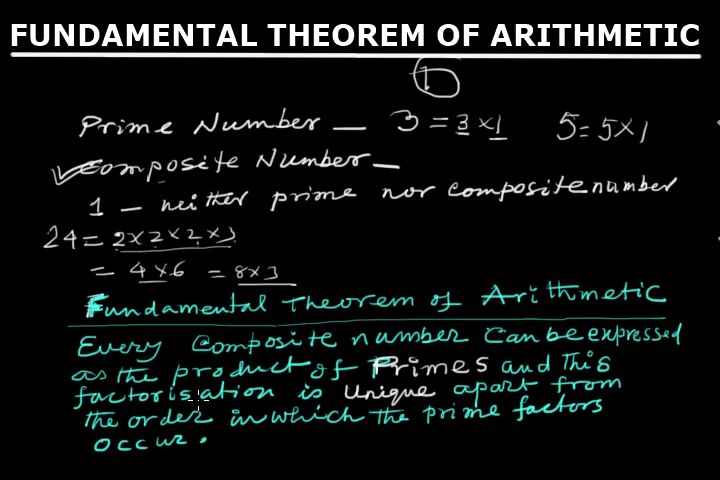 FUNDAMENTAL THEOREM OF ARITHMETIC
1
Prime Number — 3 = 3 × 1 5 = 5 × 1
Composite Number —
1 — neither prime nor composite number
24 = 2 × 2 × 2 × 3
= 4 × 6 = 8 × 3
Fundamental Theorem of Arithmetic
Every Composite number can be expressed
as the product of Primes and this
factorisation is Unique apart from
the order in which the prime factors
occur.